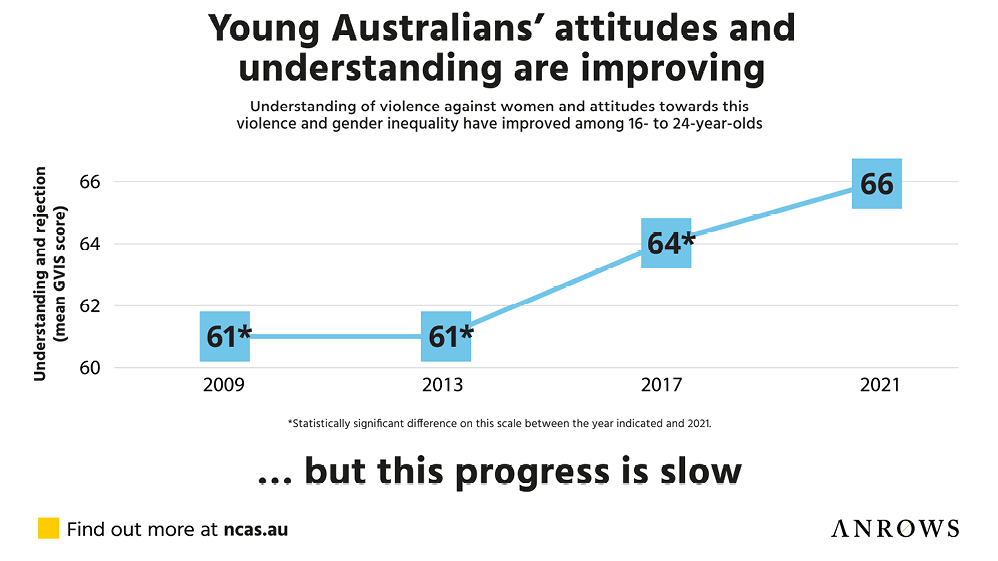 Young Australians’ attitudes and
understanding are improving
Understanding of violence against women and attitudes towards this
violence and gender inequality have improved among 16- to 24-year-olds
Understanding and rejection
(mean GVIS score)
66
64
62
60
61*
61*
64*
66
2009
2013
2017
2021
*Statistically significant difference on this scale between the year indicated and 2021.
... but this progress is slow
Find out more at ncas.au
ANROWS